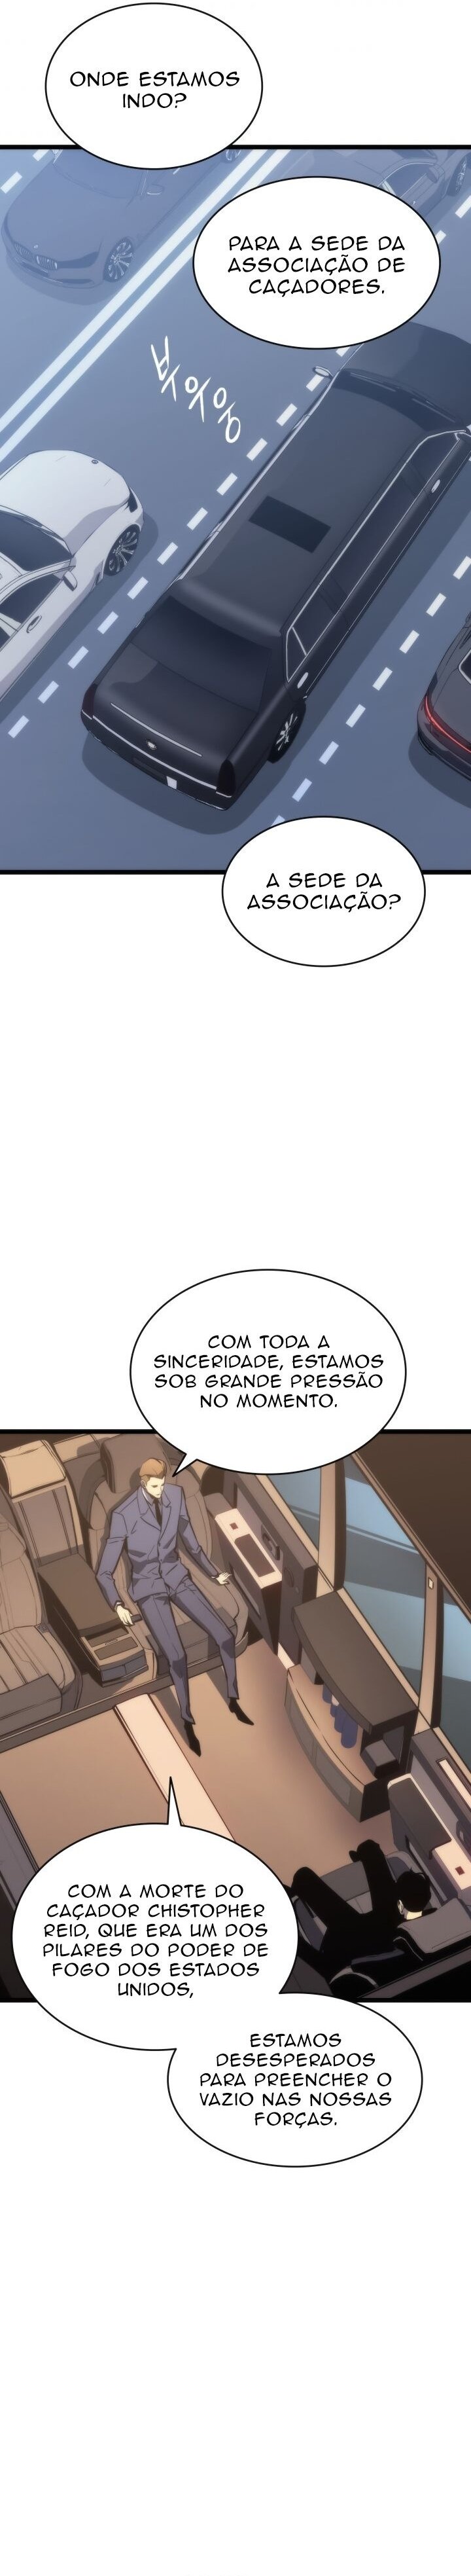 ONDE ESTAMOS
INDO?
PARA A SEDE DA
ASSOCIAÇÃO DE
CAÇADORES.
부아아앙
A SEDE DA
ASSOCIAÇÃO?
COM TODA A
SINCERIDADE, ESTAMOS
SOB GRANDE PRESSÃO
NO MOMENTO.
COM A MORTE DO
CAÇADOR CHISTOPHER
REID, QUE ERA UM DOS
PILARES DO PODER DE
FOGO DOS ESTADOS
UNIDOS,
ESTAMOS
DESESPERADOS
PARA PREENCHER O
VAZIO NAS NOSSAS
FORÇAS.